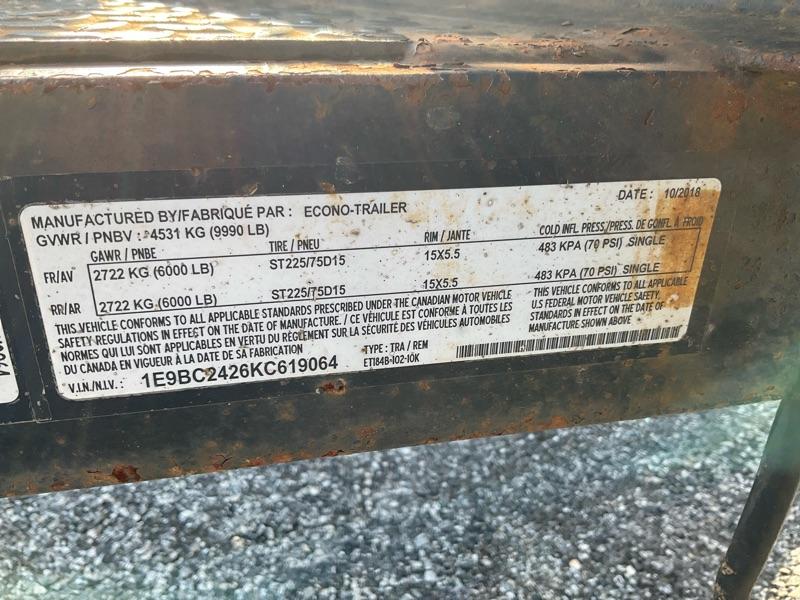 MANUFACTURED BY/FABRIQUÉ PAR : ECONO-TRAILER DATE : 10/2018
GVWR / PNBV : 4531 KG (9990 LB)
GAWR / PNBE TIRE / PNEU RIM / JANTE COLD INFL PRESS/PRESS. DE GONFL À FROID
FR/AV 2722 KG (6000 LB) ST225/75D15 15X5.5 483 KPA (70 PSI) SINGLE
RR/AR 2722 KG (6000 LB) ST225/75D15 15X5.5 483 KPA (70 PSI) SINGLE
THIS VEHICLE CONFORMS TO ALL APPLICABLE STANDARDS PRESCRIBED UNDER THE CANADIAN MOTOR VEHICLE
SAFETY REGULATIONS IN EFFECT ON THE DATE OF MANUFACTURE. / CE VÉHICULE EST CONFORME À TOUTES LES
NORMES QUI LUI SONT APPLICABLES EN VERTU DU RÈGLEMENT SUR LA SÉCURITÉ DES VÉHICULES AUTOMOBILES
DU CANADA EN VIGUEUR À LA DATE DE SA FABRICATION
THIS VEHICLE CONFORMS TO ALL APPLICABLE
U.S FEDERAL MOTOR VEHICLE SAFETY.
STANDARDS IN EFFECT ON THE DATE OF
MANUFACTURE SHOWN ABOVE
V.I.N./N.I.V. : 1E9BC2426KC619064
TYPE : TRA / REM
ET184B-102-10K